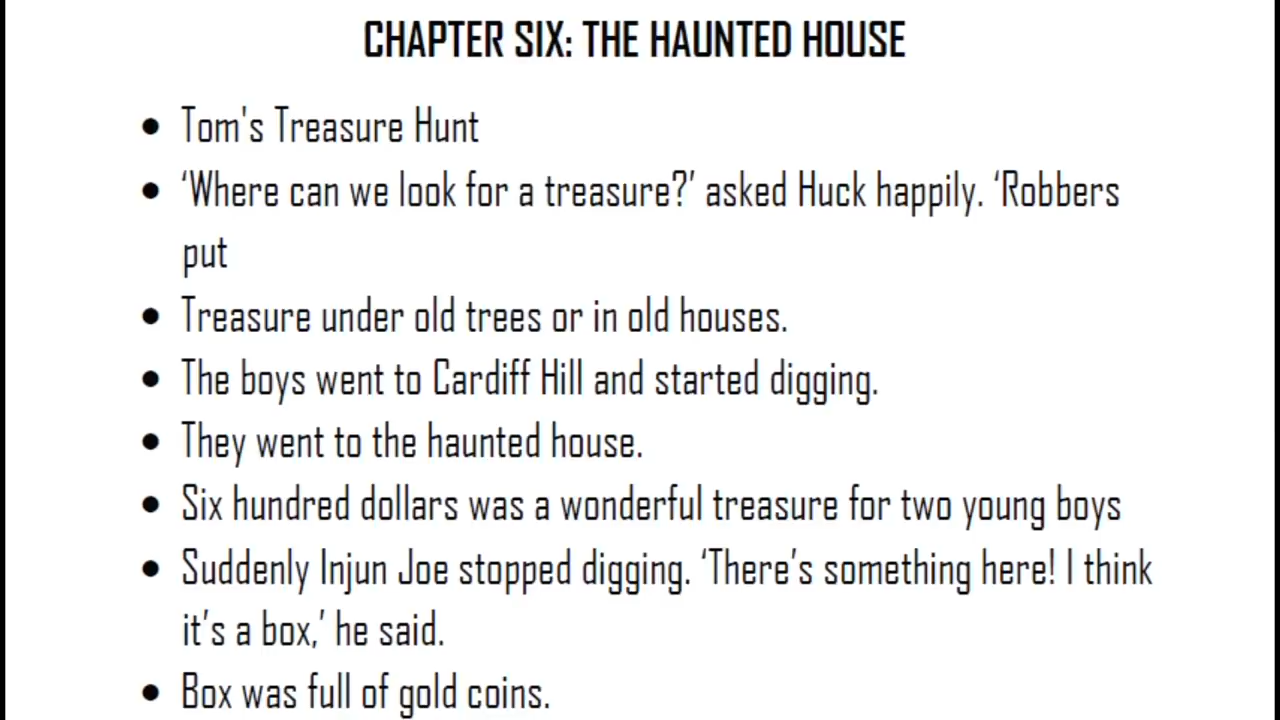 CHAPTER SIX: THE HAUNTED HOUSE
• Tom's Treasure Hunt
• ‘Where can we look for a treasure?’ asked Huck happily. ‘Robbers
put
• Treasure under old trees or in old houses.
• The boys went to Cardiff Hill and started digging.
• They went to the haunted house.
• Six hundred dollars was a wonderful treasure for two young boys
• Suddenly Injun Joe stopped digging. ‘There’s something here! I think
it’s a box,’ he said.
• Box was full of gold coins.